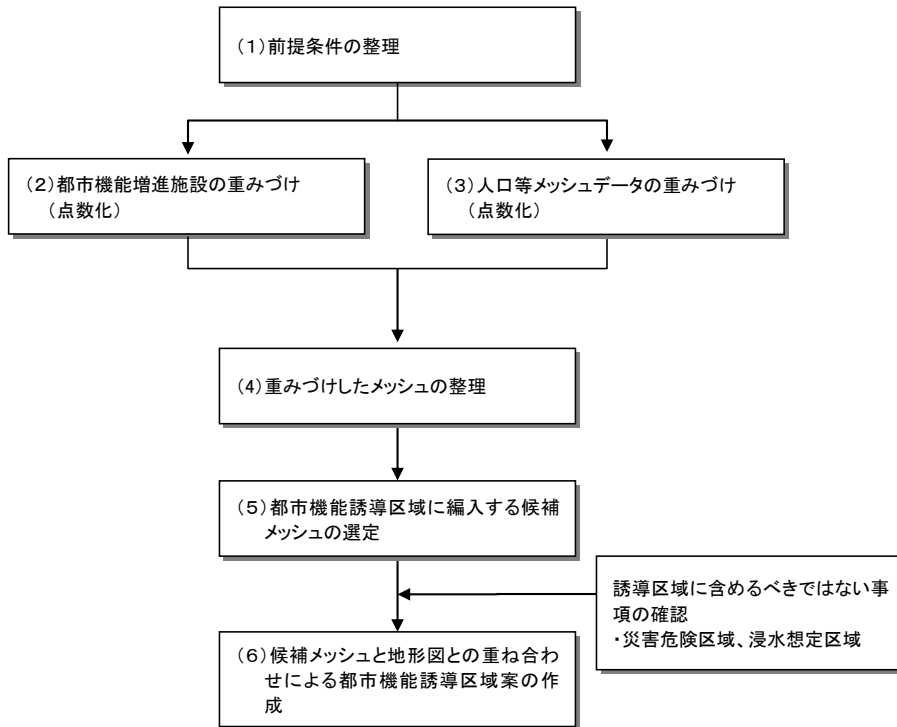 （1）前提条件の整理
（２）都市機能増進施設の重みづけ
（点数化）
（３）人口等メッシュデータの重みづけ
（点数化）
（4）重みづけしたメッシュの整理
（５）都市機能誘導区域に編入する候補
メッシュの選定
誘導区域に含めるべきではない事
項の確認
・災害危険区域、浸水想定区域
（６）候補メッシュと地形図との重ね合わ
せによる都市機能誘導区域案の作
成